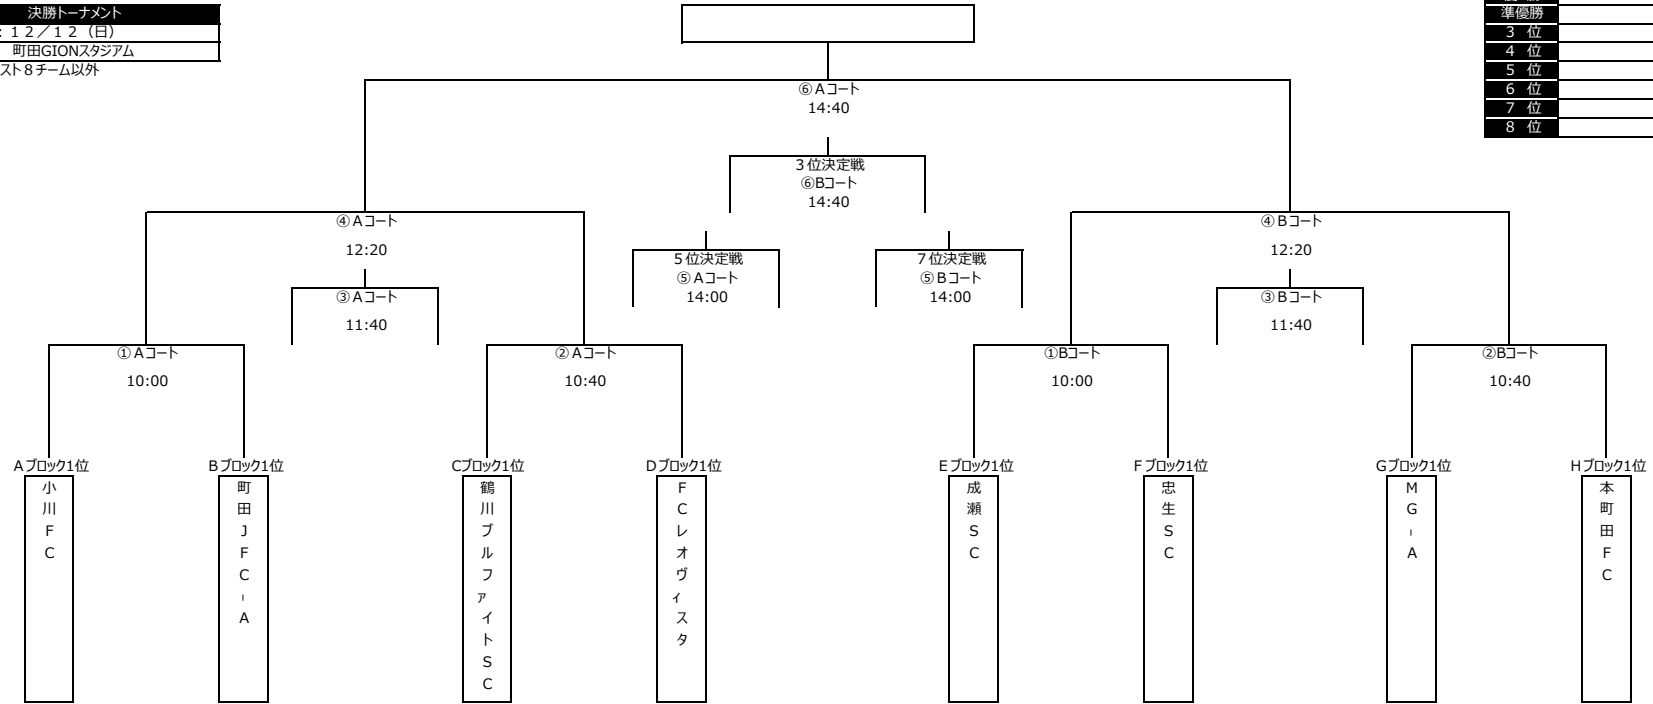 決勝トーナメント
: １２／１２（日）
町田GIONスタジアム
スト８チーム以外
準優勝
３ 位
４ 位
５ 位
６ 位
７ 位
８ 位
⑥Ａコート
14:40
３位決定戦
⑥Bコート
14:40
④Ａコート
12:20
④Ｂコート
12:20
５位決定戦
⑤Ａコート
14:00
７位決定戦
⑤Ｂコート
14:00
③Ａコート
11:40
③Ｂコート
11:40
①Ａコート
10:00
②Ａコート
10:40
①Bコート
10:00
②Bコート
10:40
Ａブロック1位
Ｂブロック1位
Cブロック1位
Ｄブロック1位
Ｅブロック1位
Ｆブロック1位
Gブロック1位
Ｈブロック1位
小川ＦＣ
町田ＪＦＣ-Ａ
鶴川ブルファイトＳＣ
ＦＣレオヴィスタ
成瀬ＳＣ
忠生ＳＣ
ＭＧ-Ａ
本町田ＦＣ